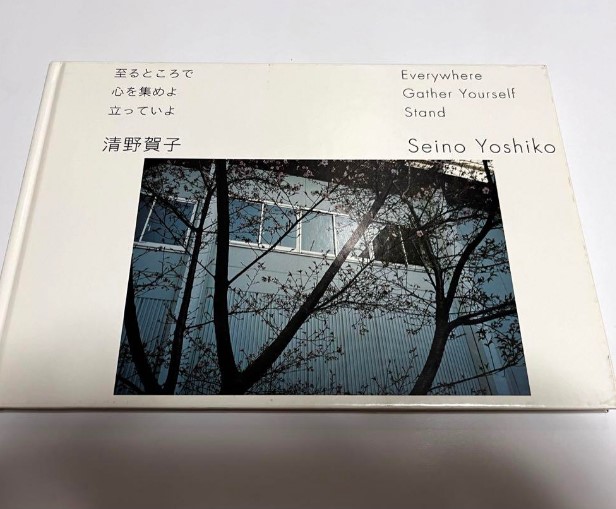 至るところで
心を集めよ
立っていよ
清野賀子
Everywhere
Gather Yourself
Stand
Seino Yoshiko